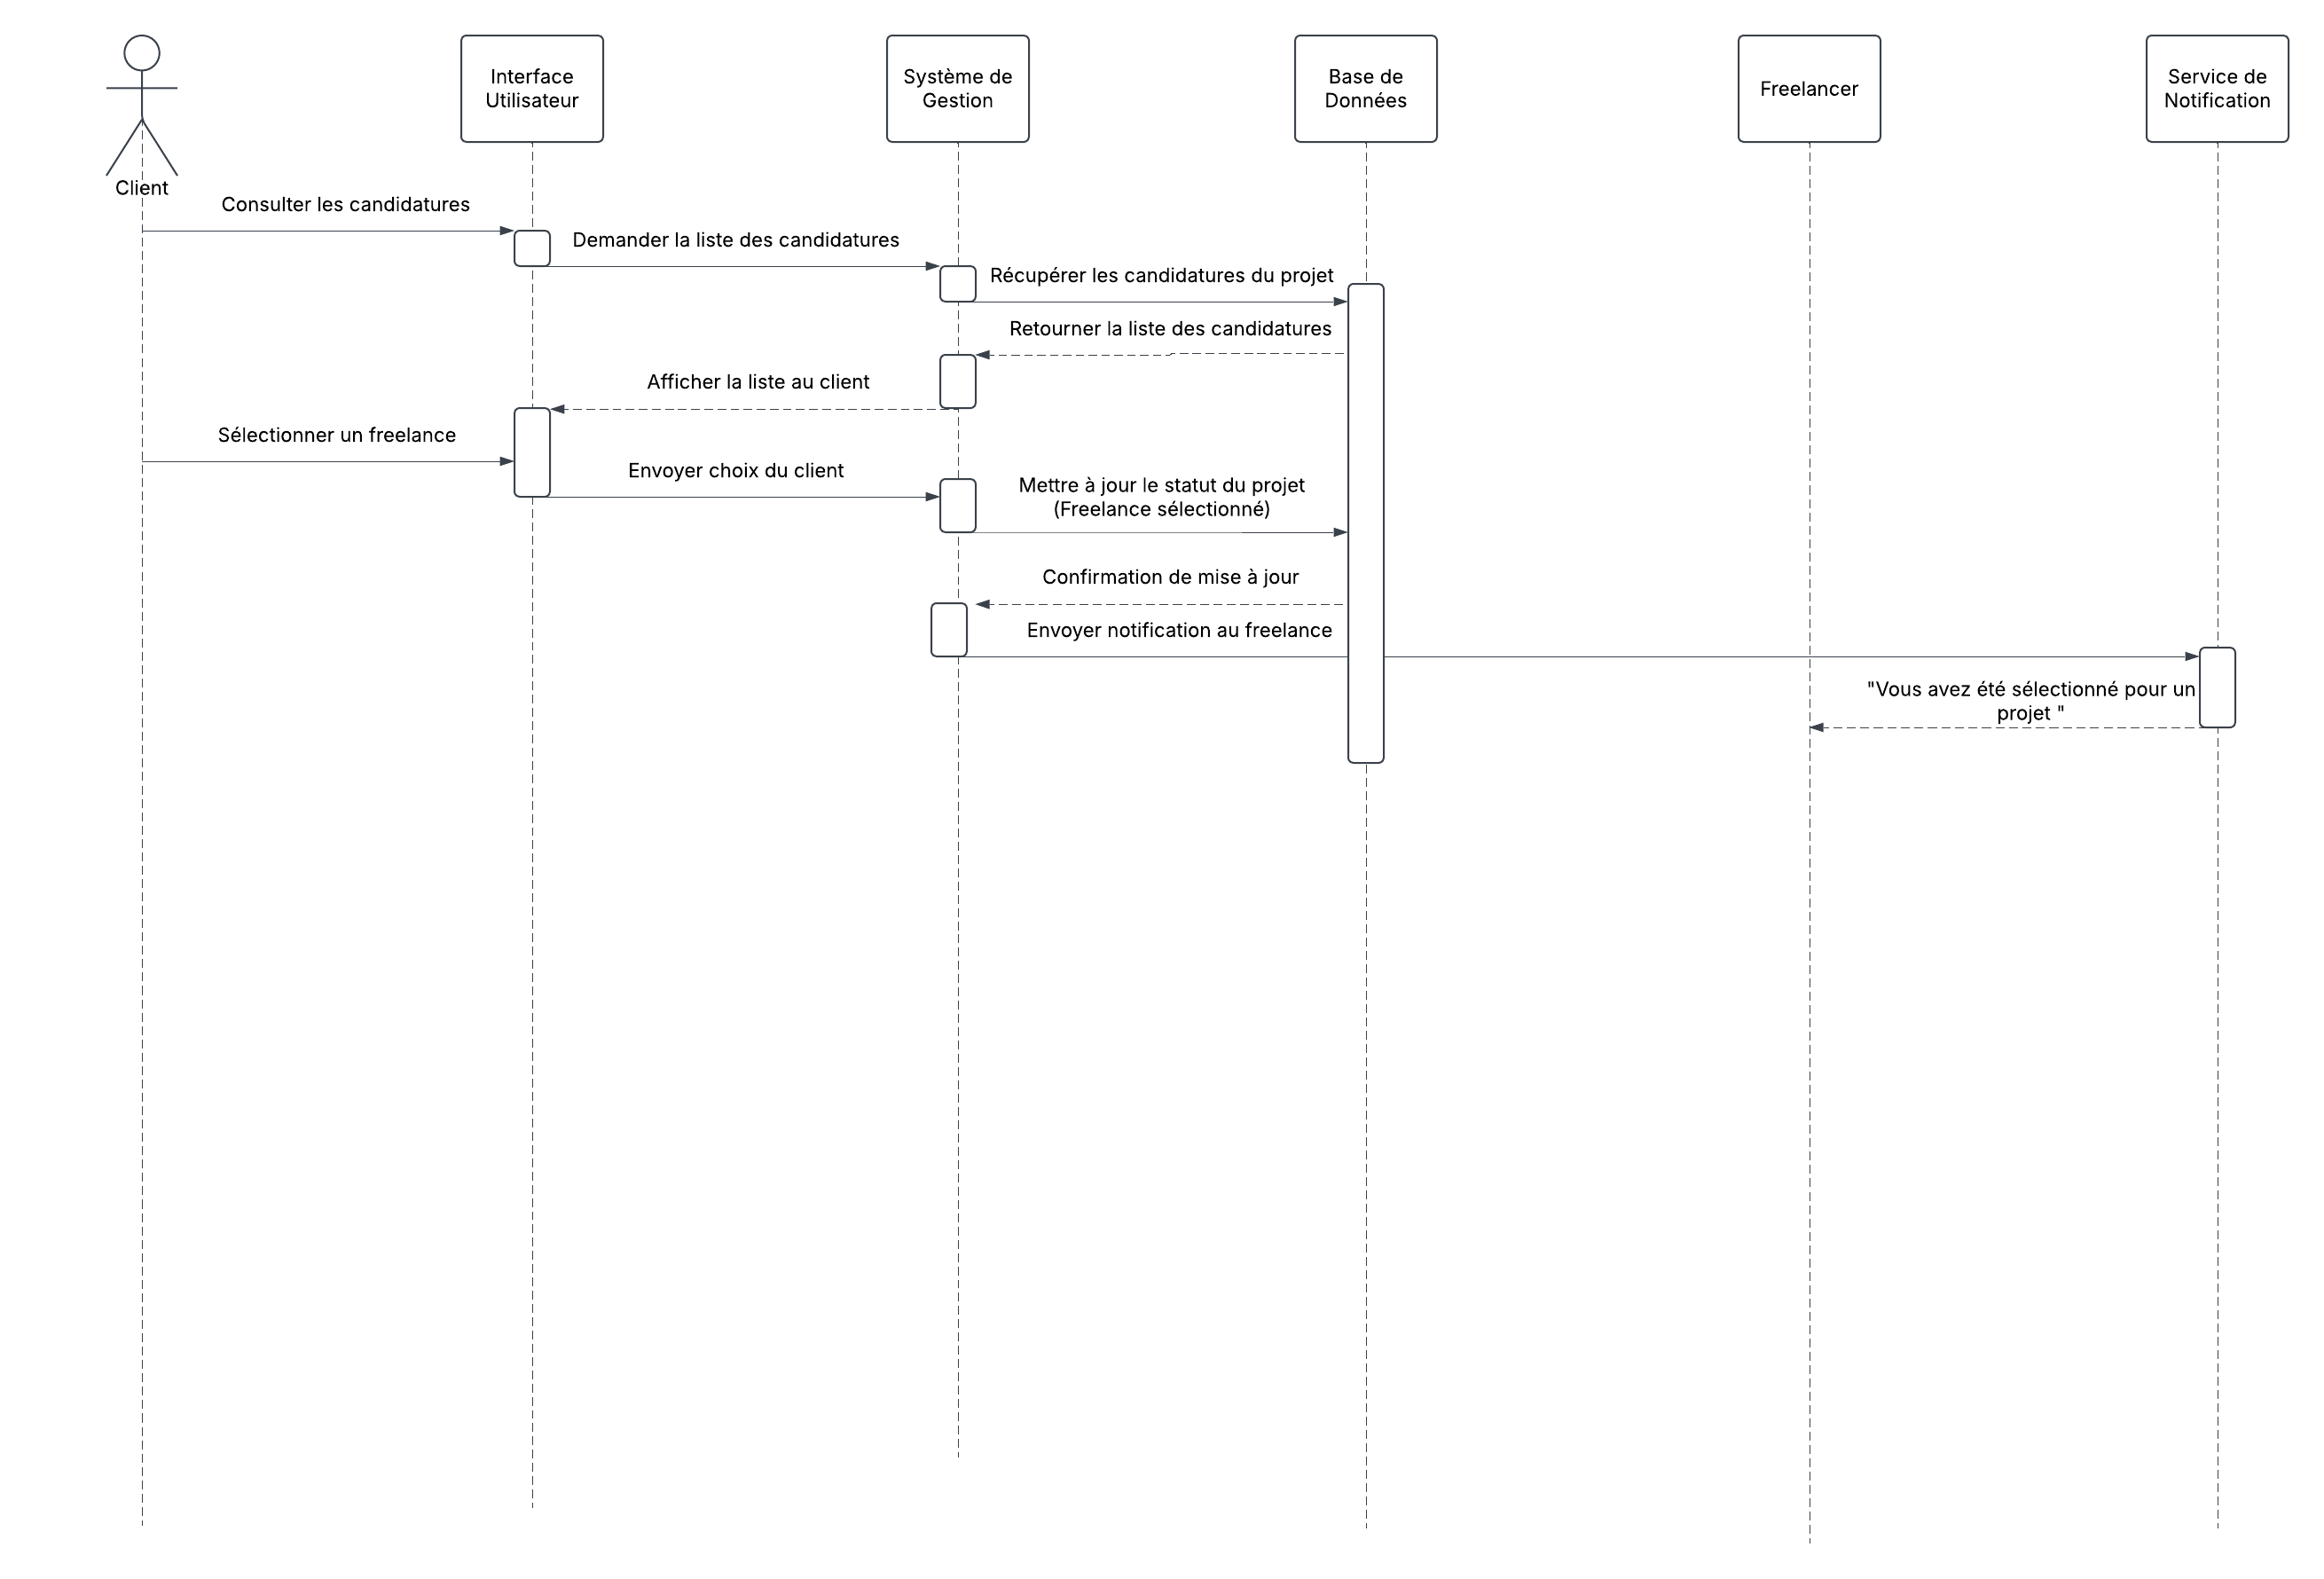 Interface
Utilisateur
Système de
Gestion
Base de
Données
Freelancer
Service de
Notification
Client
Consulter les candidatures
Demander la liste des candidatures
Récupérer les candidatures du projet
Retourner la liste des candidatures
Afficher la liste au client
Sélectionner un freelance
Envoyer choix du client
Mettre à jour le statut du projet
(Freelance sélectionné)
Confirmation de mise à jour
Envoyer notification au freelance
"Vous avez été sélectionné pour un
projet "